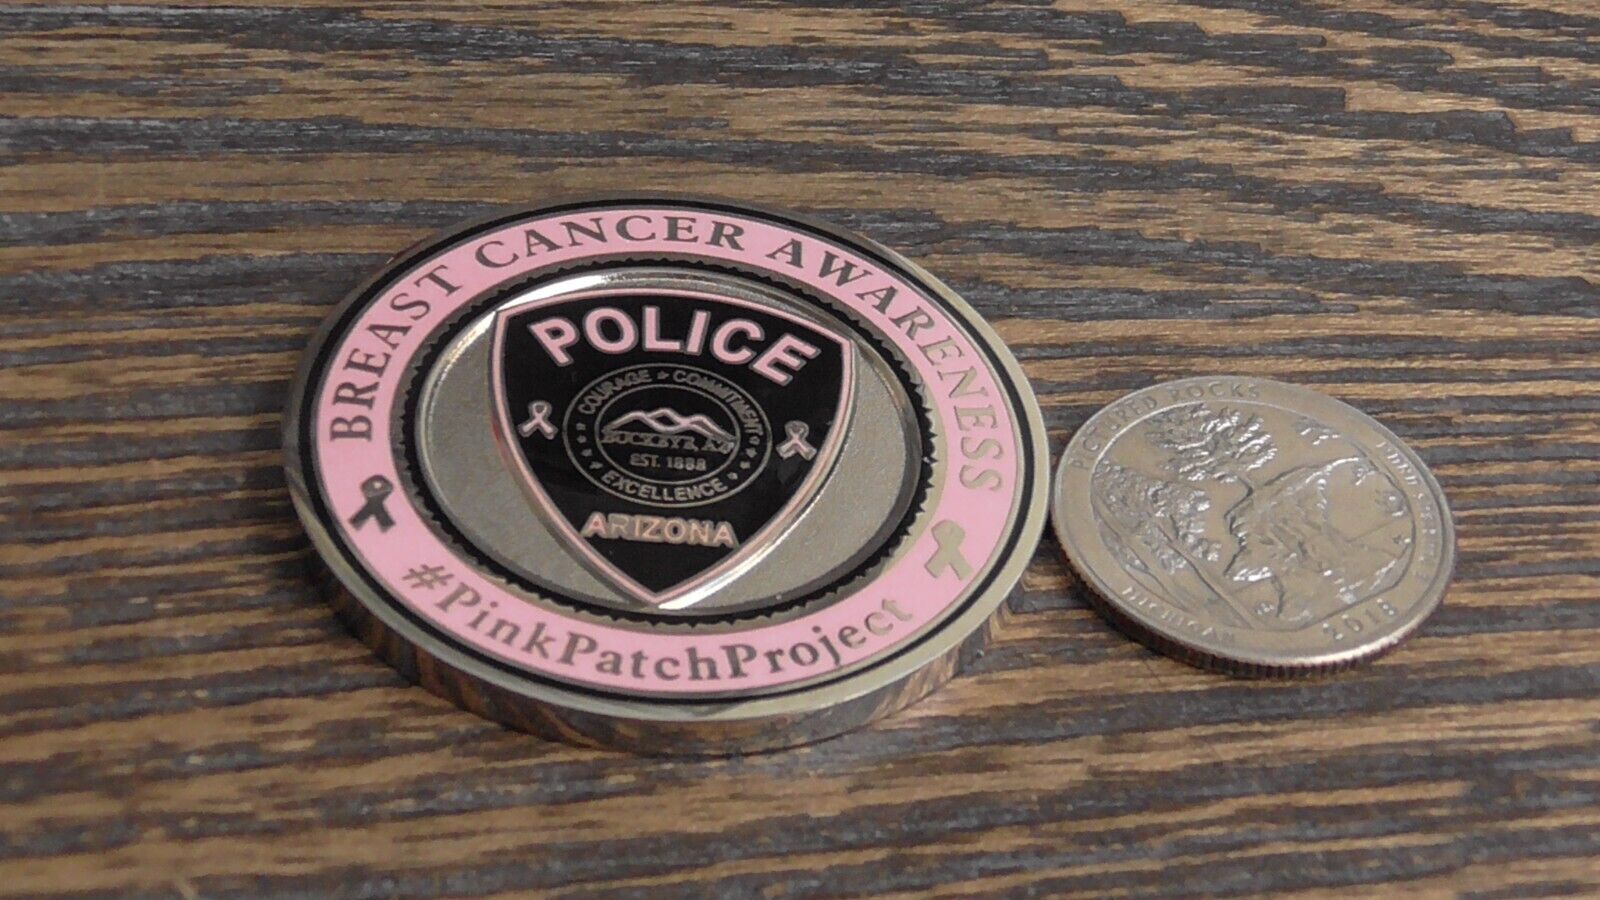 BREAST CANCER AWARENESS
POLICE
COURAGE COMMITMENT
BUCKEYE, AZ
EST. 1888
EXCELLENCE
ARIZONA
#PinkPatchProject
PICTURED ROCKS
MICHIGAN
2018